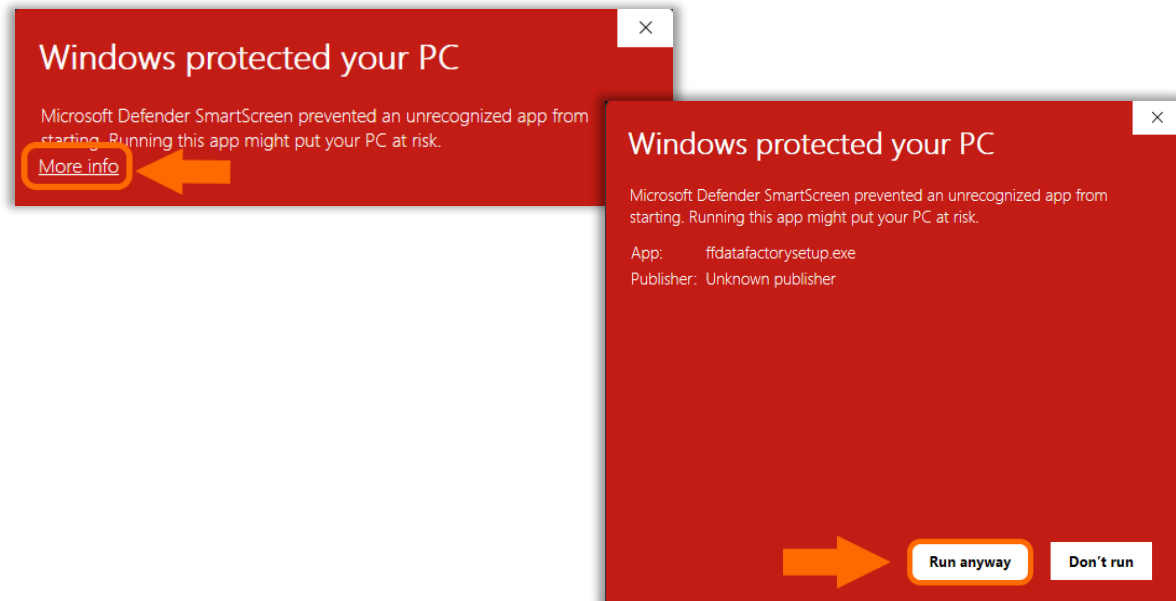 Windows protected your PC
Microsoft Defender SmartScreen prevented an unrecognized app from
starting. Running this app might put your PC at risk.
More info
Windows protected your PC
Microsoft Defender SmartScreen prevented an unrecognized app from
starting. Running this app might put your PC at risk.
App: ffdatafactorysetup.exe
Publisher: Unknown publisher
Run anyway Don't run